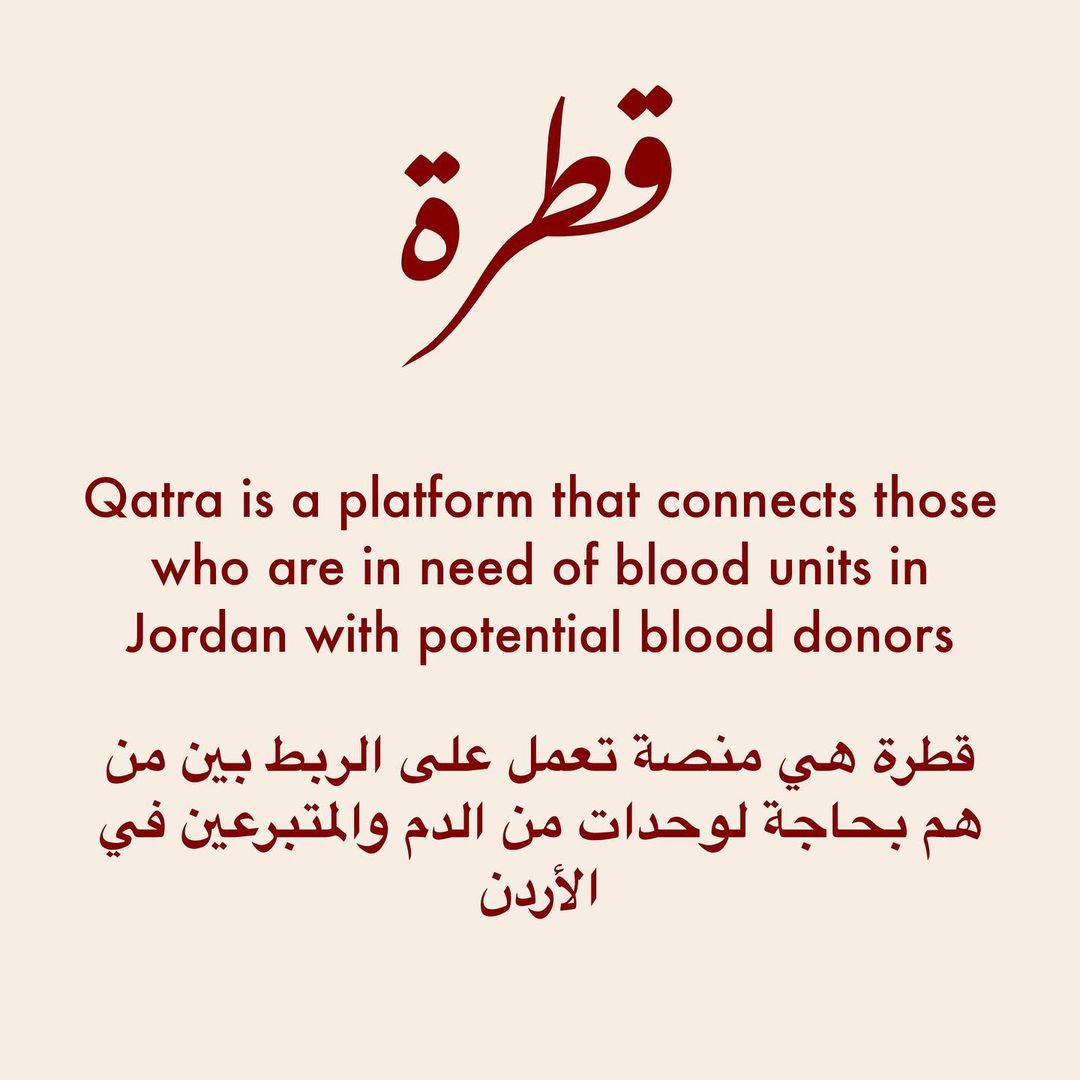 قطرة
Qatra is a platform that connects those
who are in need of blood units in
Jordan with potential blood donors
قطرة هي منصة تعمل على الربط بين من
هم بحاجة لوحدات من الدم والمتبرعين في
الأردن